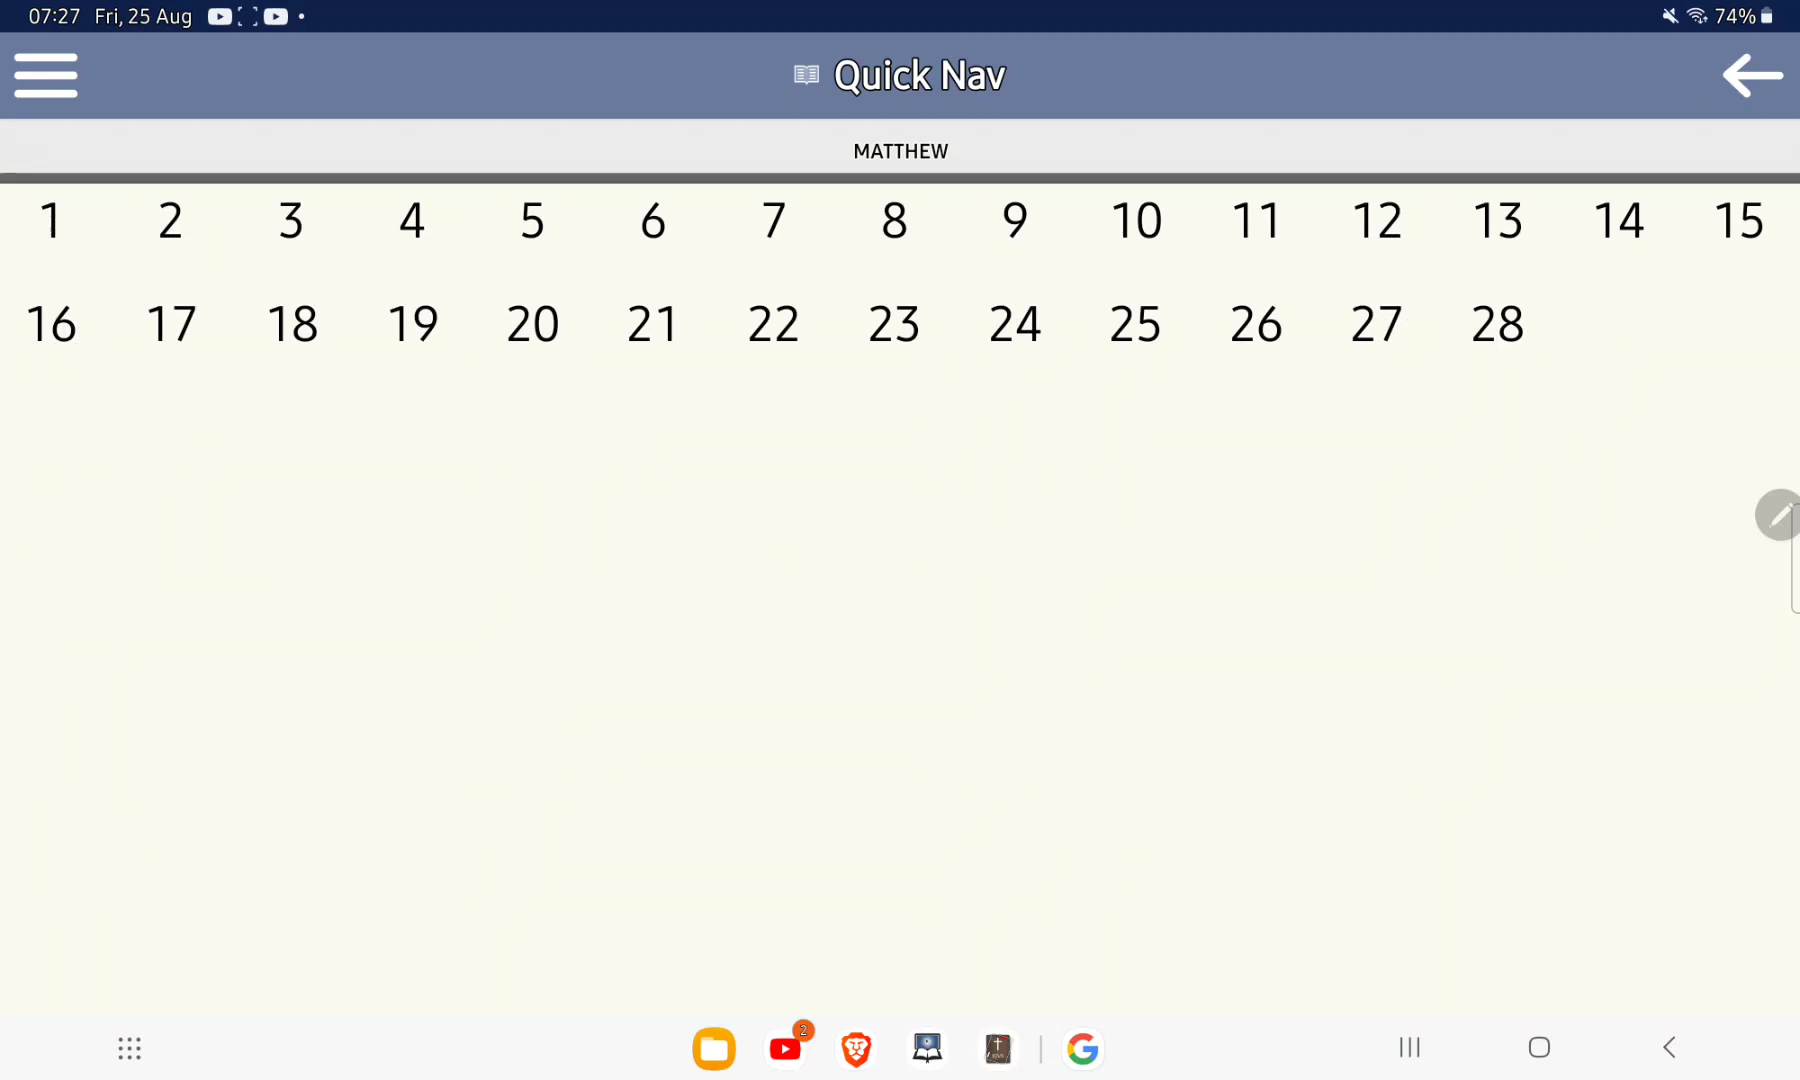 07:27 Fri, 25 Aug 74%
Quick Nav
MATTHEW
1 2 3 4 5 6 7 8 9 10 11 12 13 14 15
16 17 18 19 20 21 22 23 24 25 26 27 28
2